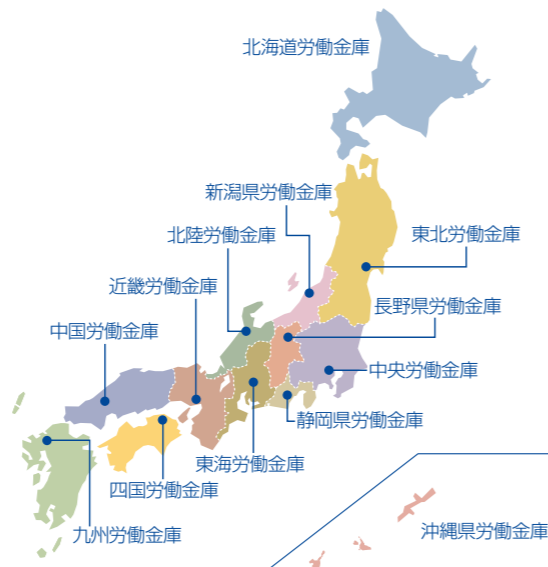 北海道労働金庫
新潟県労働金庫
北陸労働金庫
東北労働金庫
近畿労働金庫
長野県労働金庫
中国労働金庫
中央労働金庫
静岡県労働金庫
東海労働金庫
四国労働金庫
九州労働金庫
沖縄県労働金庫